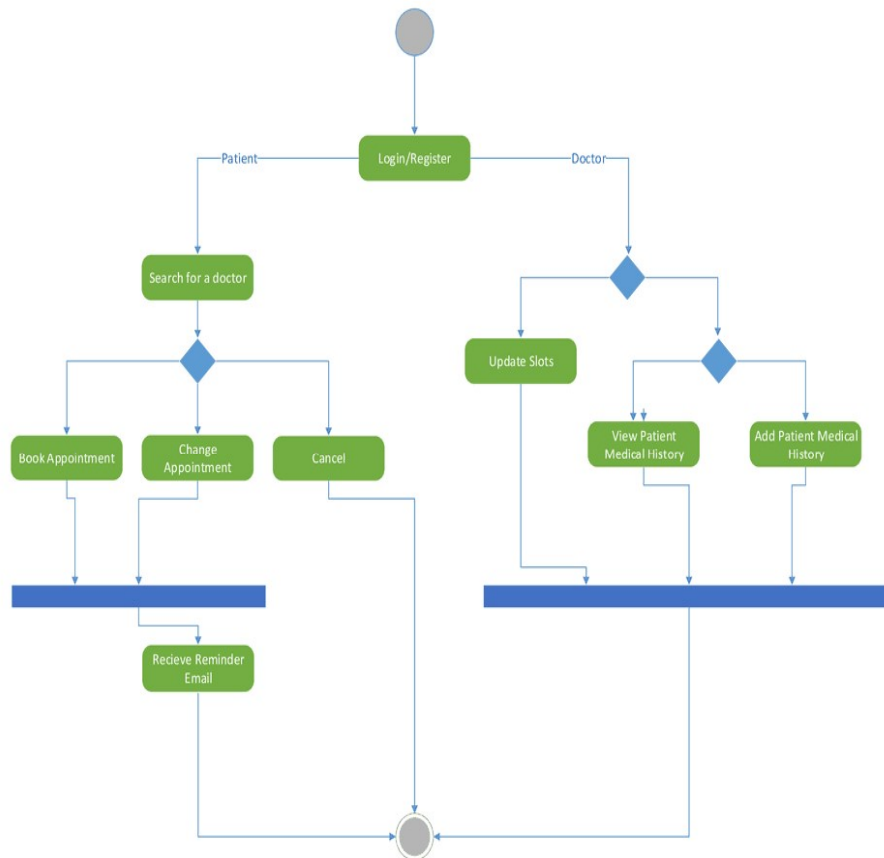 Login/Register
Patient
Doctor
Search for a doctor
Update Slots
Book Appointment
Change
Appointment
Cancel
View Patient
Medical History
Add Patient Medical
History
Recieve Reminder
Email